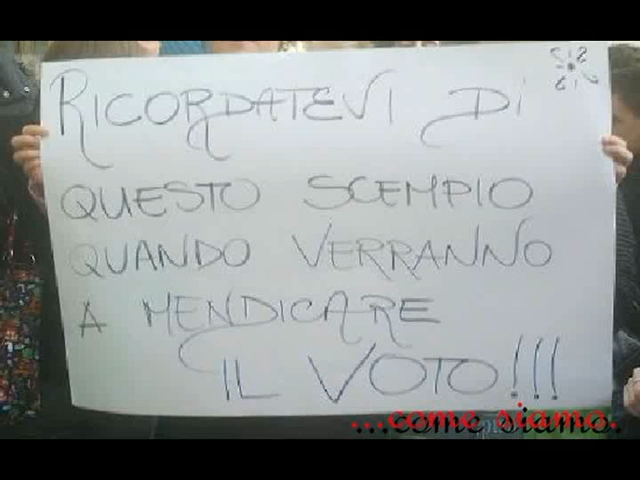 RICORDATEVI DI
QUESTO SCEMPIO
QUANDO VERRANNO
A MENDICARE
IL VOTO!!!
...come siamo.